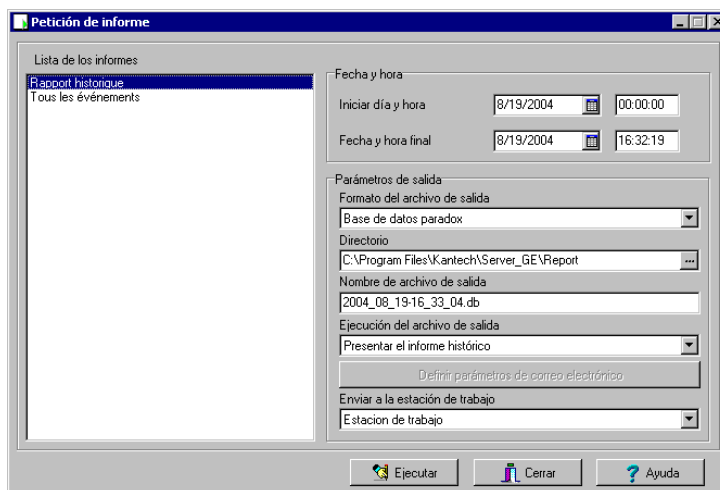 Petición de informe
Lista de los informes
Rapport historique
Tous les événements
Fecha y hora
Iniciar día y hora
8/19/2004
00:00:00
Fecha y hora final
8/19/2004
16:32:19
Parámetros de salida
Formato del archivo de salida
Base de datos paradox
Directorio
C:\Program Files\Kantech\Server_GE\Report
...
Nombre de archivo de salida
2004_08_19-16_33_04.db
Ejecución del archivo de salida
Presentar el informe histórico
Definir parámetros de correo electrónico
Enviar a la estación de trabajo
Estacion de trabajo
Ejecutar
Cerrar
Ayuda